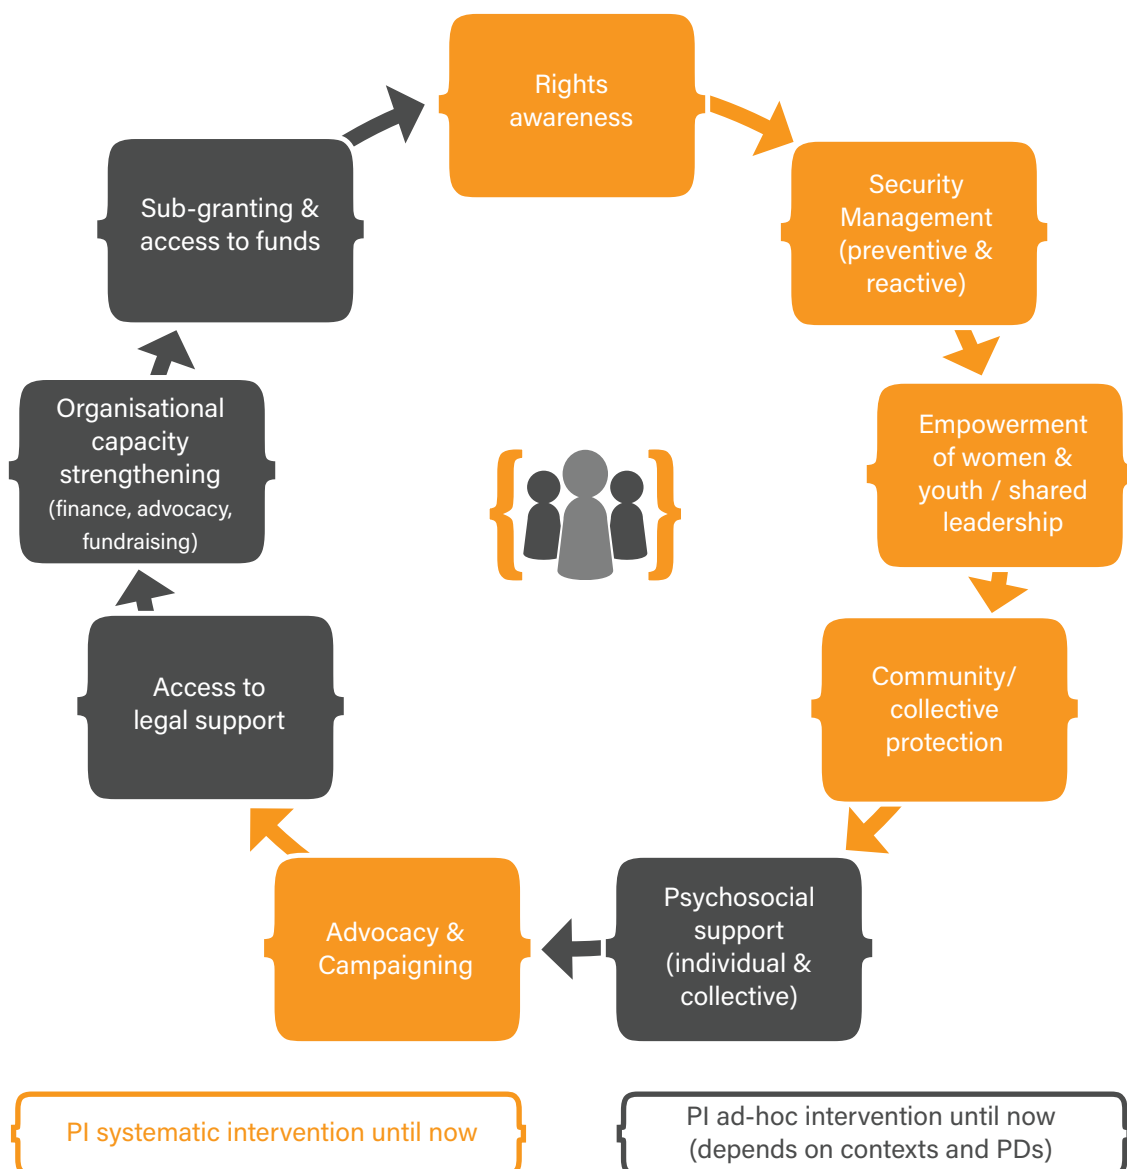 Rights
awareness
Security
Management
(preventive &
reactive)
Empowerment
of women &
youth / shared
leadership
Community/
collective
protection
Psychosocial
support
(individual &
collective)
Advocacy &
Campaigning
Access to
legal support
Organisational
capacity
strengthening
(finance, advocacy,
fundraising)
Sub-granting &
access to funds
PI systematic intervention until now
PI ad-hoc intervention until now
(depends on contexts and PDs)